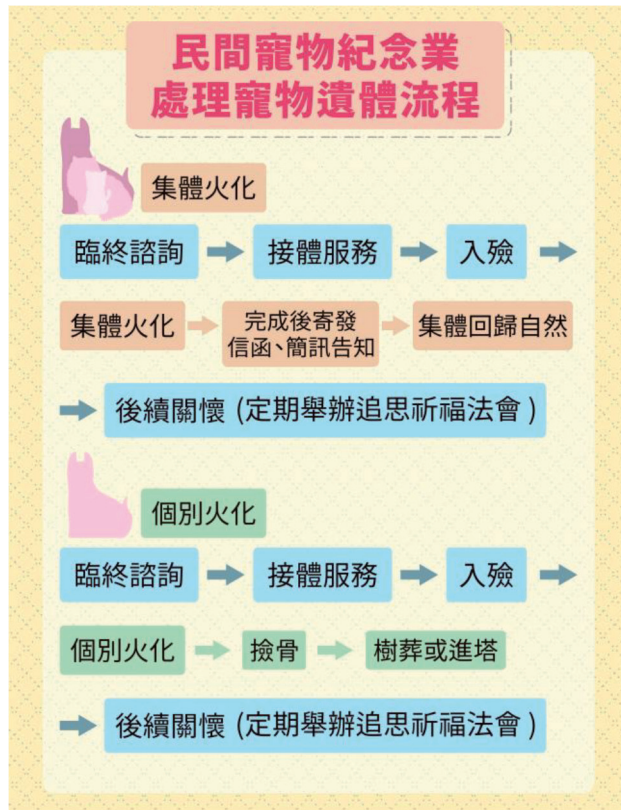 民間寵物紀念業
處理寵物遺體流程
集體火化
臨終諮詢 → 接體服務 → 入殮 →
集體火化 → 完成後寄發信函、簡訊告知 → 集體回歸自然
→ 後續關懷 (定期舉辦追思祈福法會)
個別火化
臨終諮詢 → 接體服務 → 入殮 →
個別火化 → 撿骨 → 樹葬或進塔
→ 後續關懷 (定期舉辦追思祈福法會)